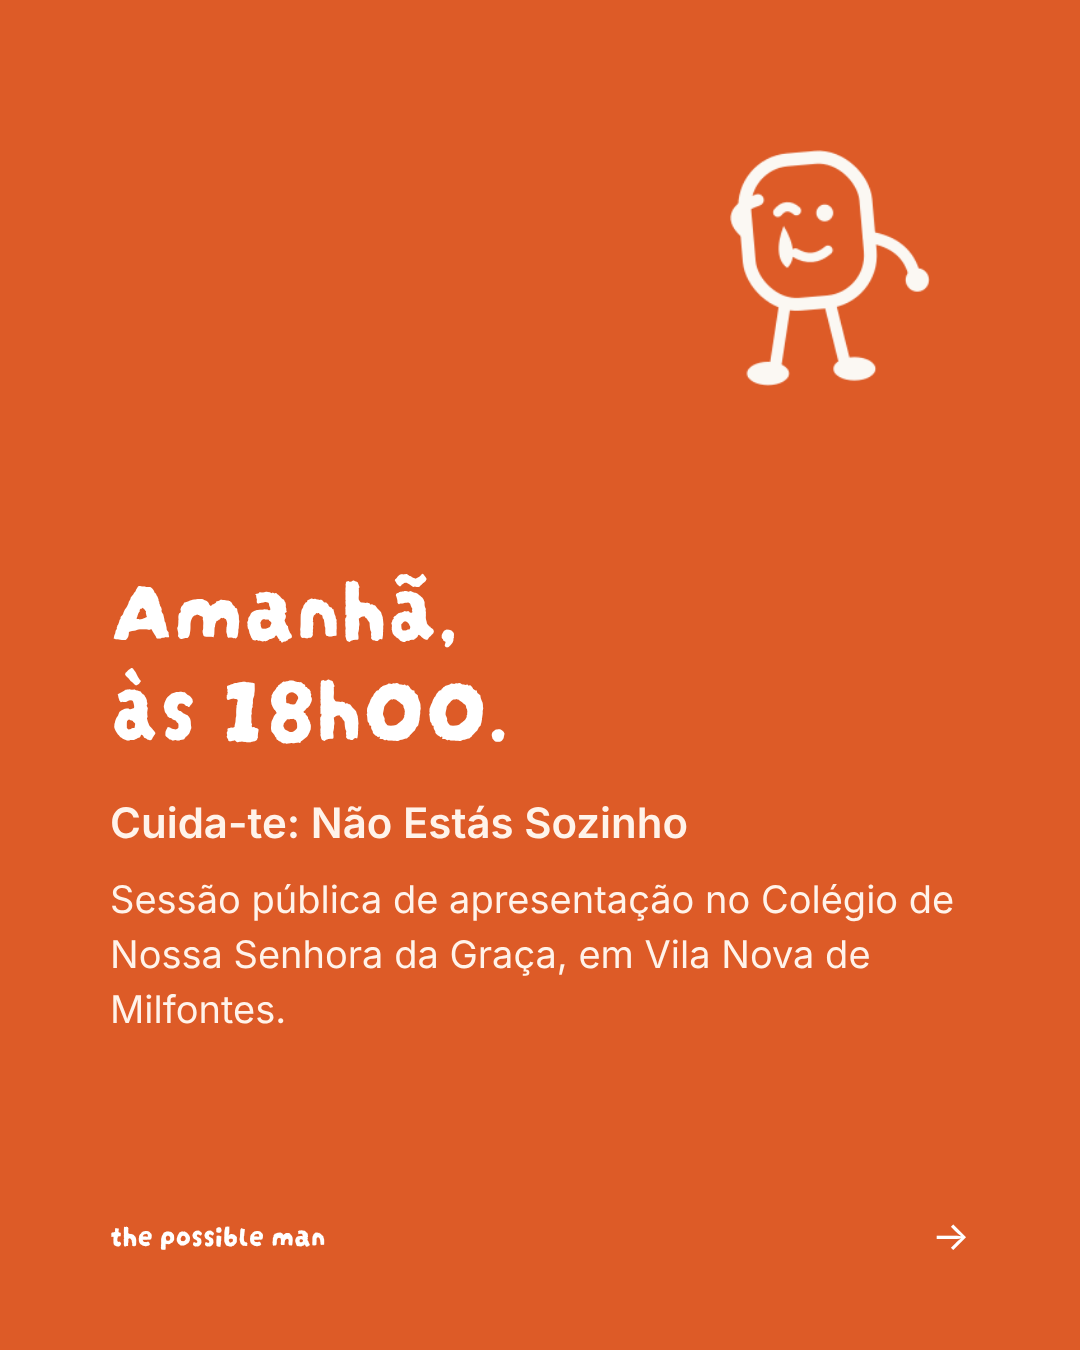 Amanhã,
às 18h00.
Cuida-te: Não Estás Sozinho
Sessão pública de apresentação no Colégio de
Nossa Senhora da Graça, em Vila Nova de
Milfontes.
the possible man
→